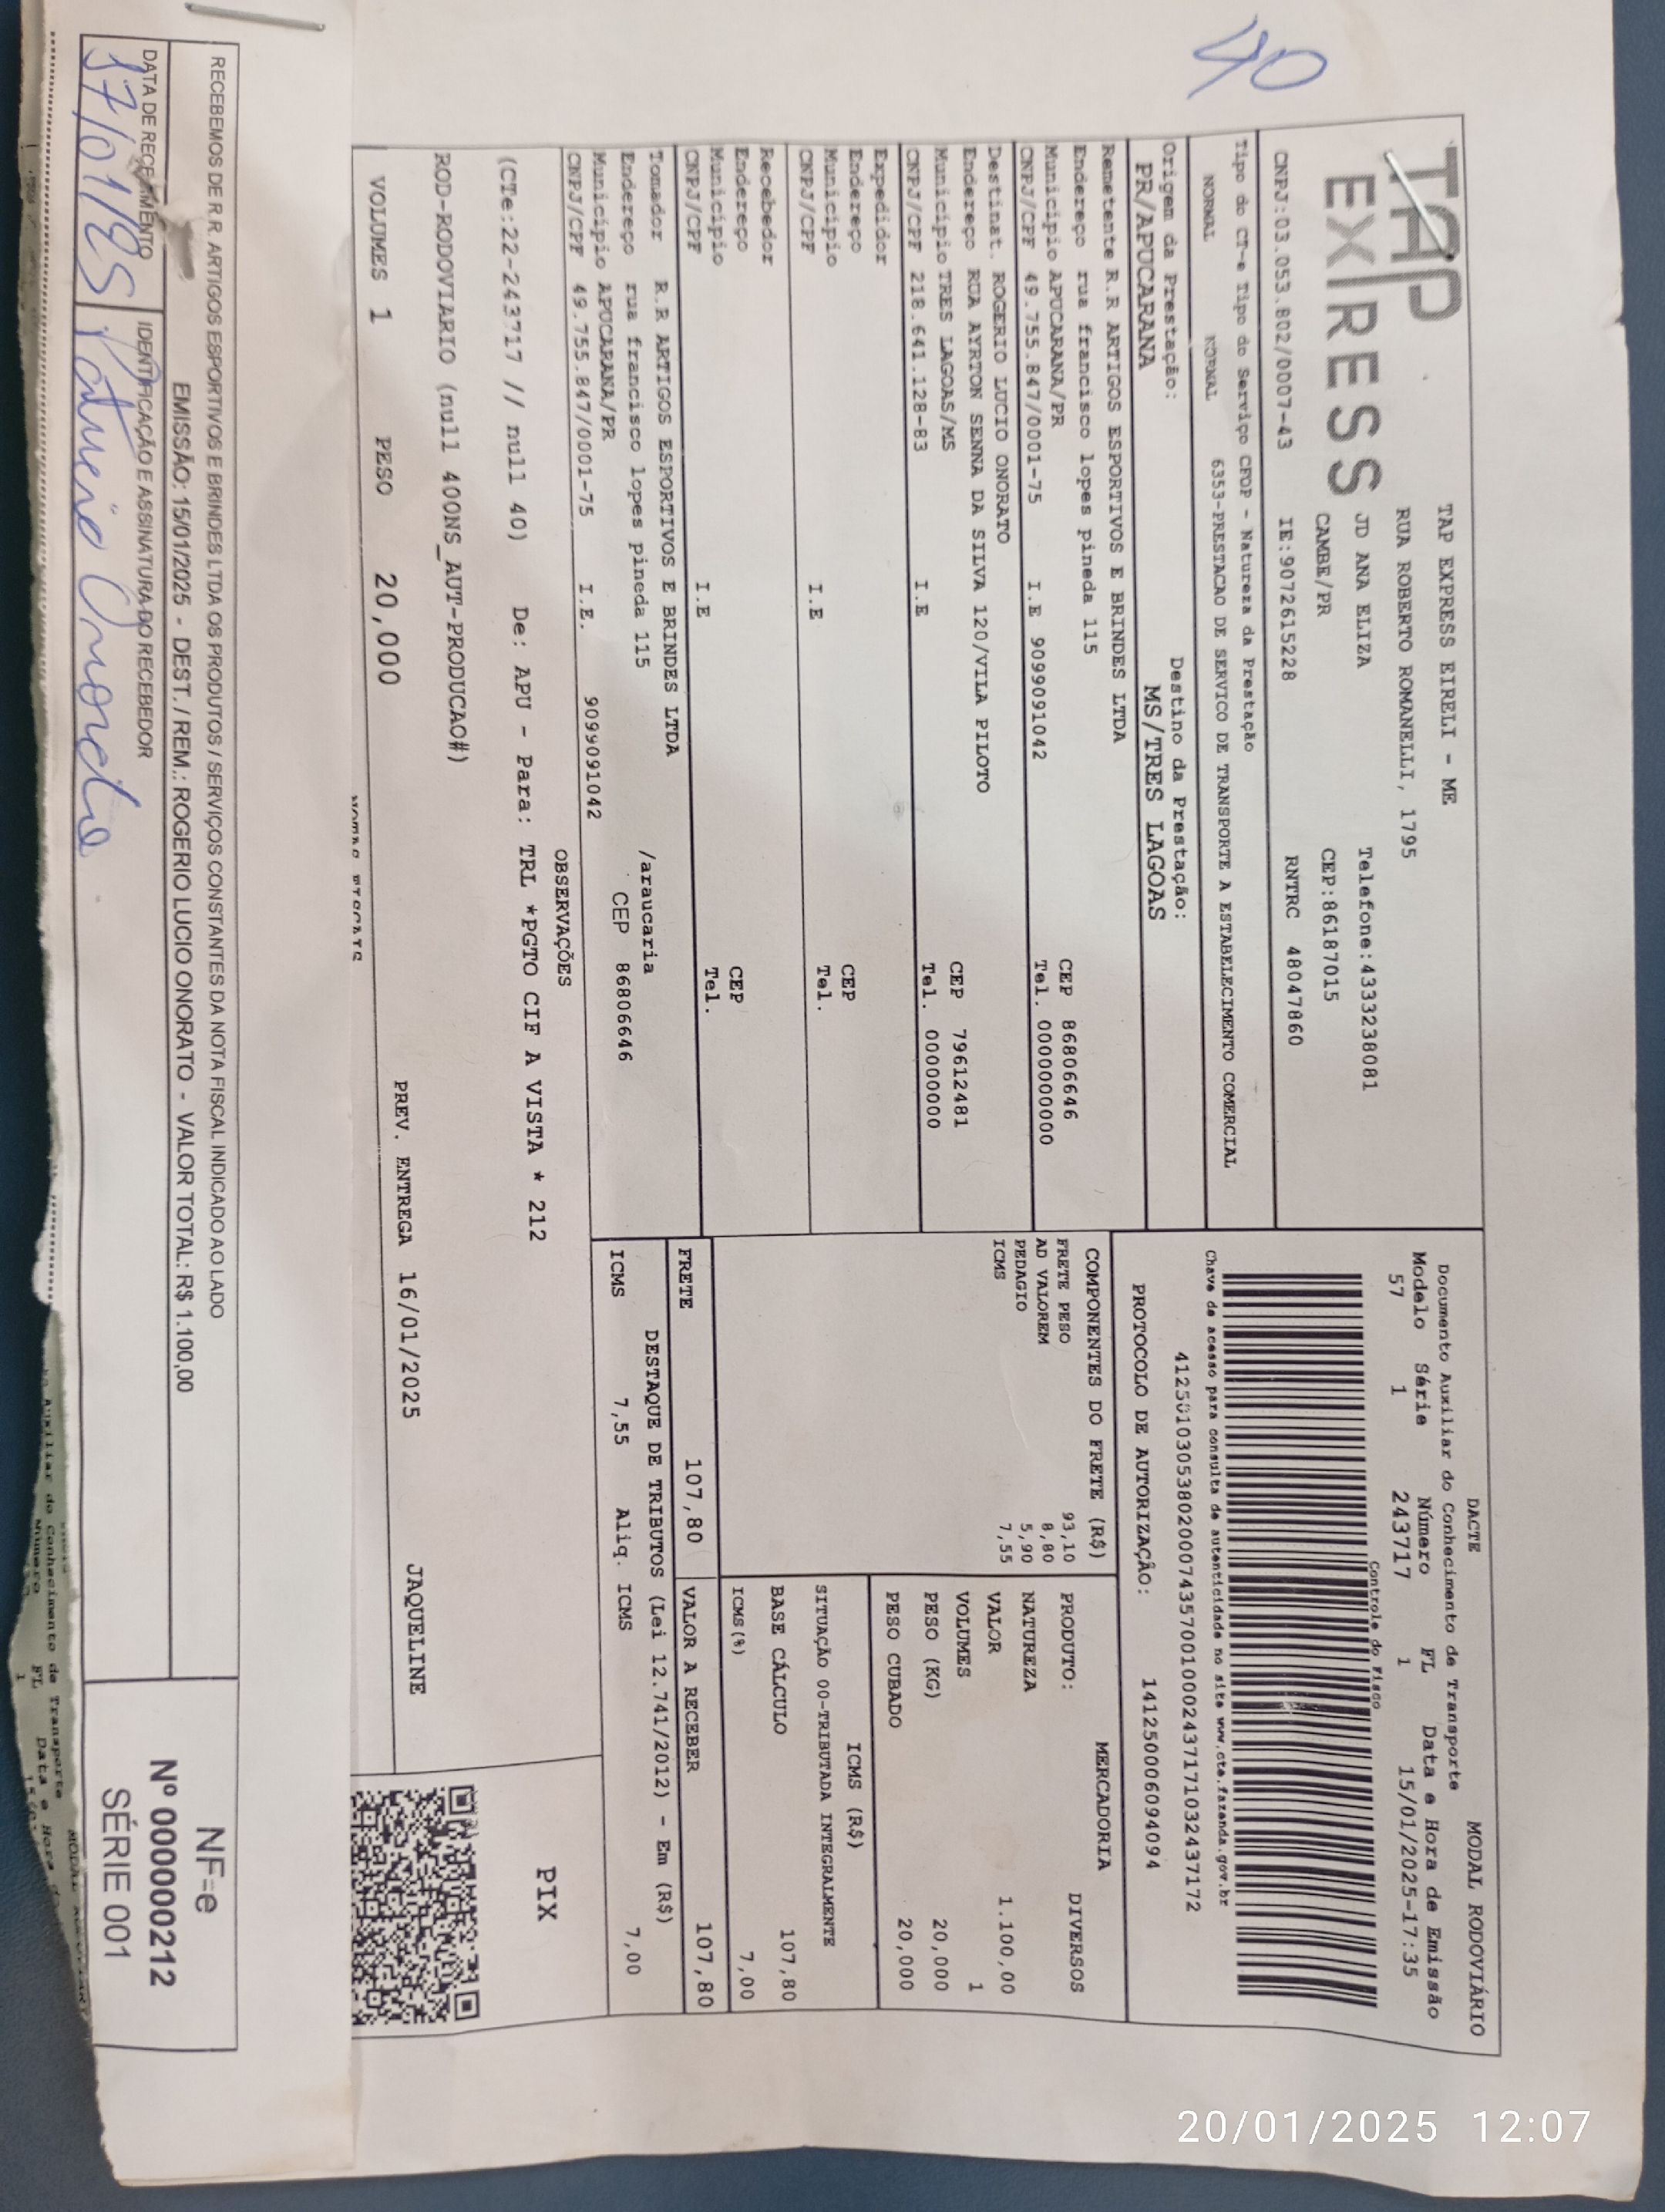 40
TAP EXPRESS
TAP EXPRESS EIRELI - ME
RUA ROBERTO ROMANELLI, 1795
JD ANA ELIZA Telefone:4333238081
CAMBE/PR CEP:86187015
CNPJ:03.053.802/0007-43 IE:9072615228 RNTRC 48047860
DACTE MODAL RODOVIÁRIO
Documento Auxiliar do Conhecimento de Transporte
Modelo Série Número FL Data e Hora de Emissão
57 1 243717 1 15/01/2025-17:35
Controle do Fisco
Chave de acesso para consulta de autenticidade no site www.cte.fazenda.gov.br
41250103053802000743570010002437171032437172
PROTOCOLO DE AUTORIZAÇÃO: 141250006094094
Tipo do CT-e Tipo do Serviço CFOP - Natureza da Prestação
NORMAL NORMAL 6353-PRESTACAO DE SERVICO DE TRANSPORTE A ESTABELECIMENTO COMERCIAL
Origem da Prestação: Destino da Prestação:
PR/APUCARANA MS/TRES LAGOAS
Remetente R.R ARTIGOS ESPORTIVOS E BRINDES LTDA
Endereço rua francisco lopes pineda 115
Município APUCARANA/PR CEP 86806646
CNPJ/CPF 49.755.847/0001-75 I.E 9099091042 Tel. 0000000000
Destinat. ROGERIO LUCIO ONORATO
Endereço RUA AYRTON SENNA DA SILVA 120/VILA PILOTO
Município TRES LAGOAS/MS CEP 79612481
CNPJ/CPF 218.641.128-83 I.E Tel. 00000000
Expedidor
Endereço
Município CEP
CNPJ/CPF I.E Tel.
Recebedor
Endereço
Município CEP
CNPJ/CPF I.E Tel.
Tomador R.R ARTIGOS ESPORTIVOS E BRINDES LTDA
Endereço rua francisco lopes pineda 115 /araucaria
Município APUCARANA/PR CEP 86806646
CNPJ/CPF 49.755.847/0001-75 I.E. 9099091042
COMPONENTES DO FRETE (R$)
FRETE PESO 93,10
AD VALOREM 8,80
PEDAGIO 5,90
ICMS 7,55
MERCADORIA
PRODUTO: DIVERSOS
NATUREZA
VALOR 1.100,00
VOLUMES 1
PESO (KG) 20,000
PESO CUBADO 20,000
ICMS (R$)
SITUAÇÃO 00-TRIBUTADA INTEGRALMENTE
BASE CÁLCULO 107,80
ICMS(%) 7,00
FRETE 107,80 VALOR A RECEBER 107,80
DESTAQUE DE TRIBUTOS (Lei 12.741/2012) - Em (R$)
ICMS 7,55 Aliq. ICMS 7,00
OBSERVAÇÕES
(CTe:22-243717 // null 40) De: APU - Para: TRL *PGTO CIF A VISTA * 212
ROD-RODOVIARIO (null 400NS_AUT-PRODUCAO#)
PIX
VOLUMES 1 PESO 20,000 PREV. ENTREGA 16/01/2025 JAQUELINE
RECEBEMOS DE R.R. ARTIGOS ESPORTIVOS E BRINDES LTDA OS PRODUTOS / SERVIÇOS CONSTANTES DA NOTA FISCAL INDICADO AO LADO
EMISSÃO: 15/01/2025 - DEST. / REM.: ROGERIO LUCIO ONORATO - VALOR TOTAL: R$ 1.100,00
DATA DE RECEBIMENTO IDENTIFICAÇÃO E ASSINATURA DO RECEBEDOR
17/01/25 Onorato
NF-e
Nº 000000212
SÉRIE 001
Auxiliar do Conhecimento de Transporte
Número FL Data e Hora
1
20/01/2025 12:07